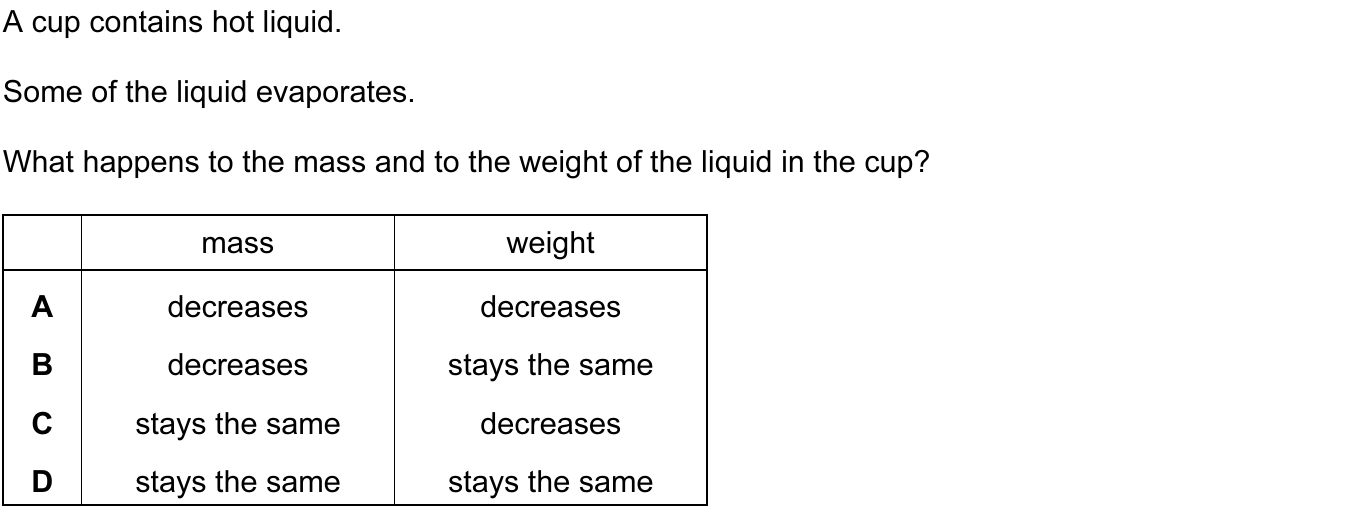 A cup contains hot liquid.
Some of the liquid evaporates.
What happens to the mass and to the weight of the liquid in the cup?
mass weight
A decreases decreases
B decreases stays the same
C stays the same decreases
D stays the same stays the same